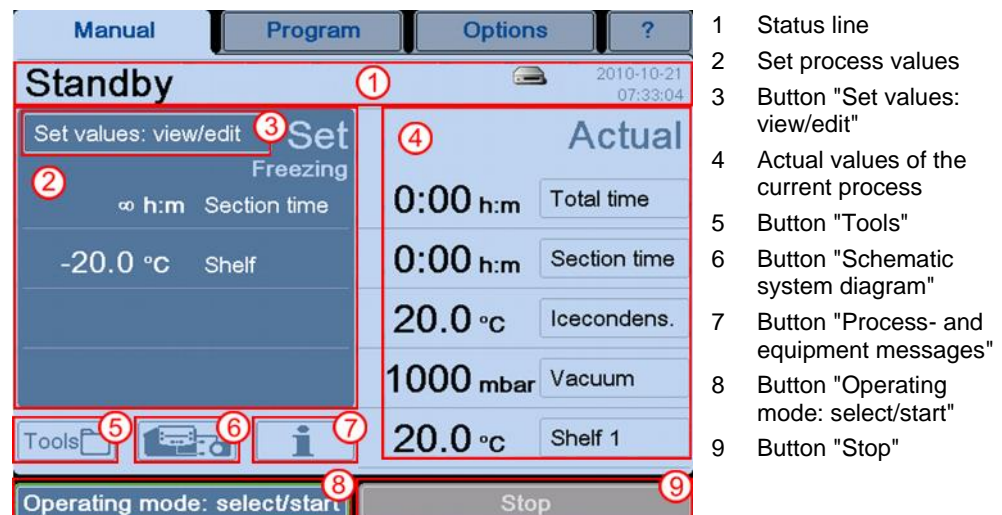 Manual Program Options ?
Standby 2010-10-21
07:33:04
1
Set values: view/edit 3 Set
Freezing
2
∞ h:m Section time
-20.0 °C Shelf
4 Actual
0:00 h:m Total time
0:00 h:m Section time
20.0 °C Icecondens.
1000 mbar Vacuum
20.0 °C Shelf 1
Tools 5 6 i 7
Operating mode: select/start 8 Stop 9
1 Status line
2 Set process values
3 Button "Set values:
view/edit"
4 Actual values of the
current process
5 Button "Tools"
6 Button "Schematic
system diagram"
7 Button "Process- and
equipment messages"
8 Button "Operating
mode: select/start"
9 Button "Stop"